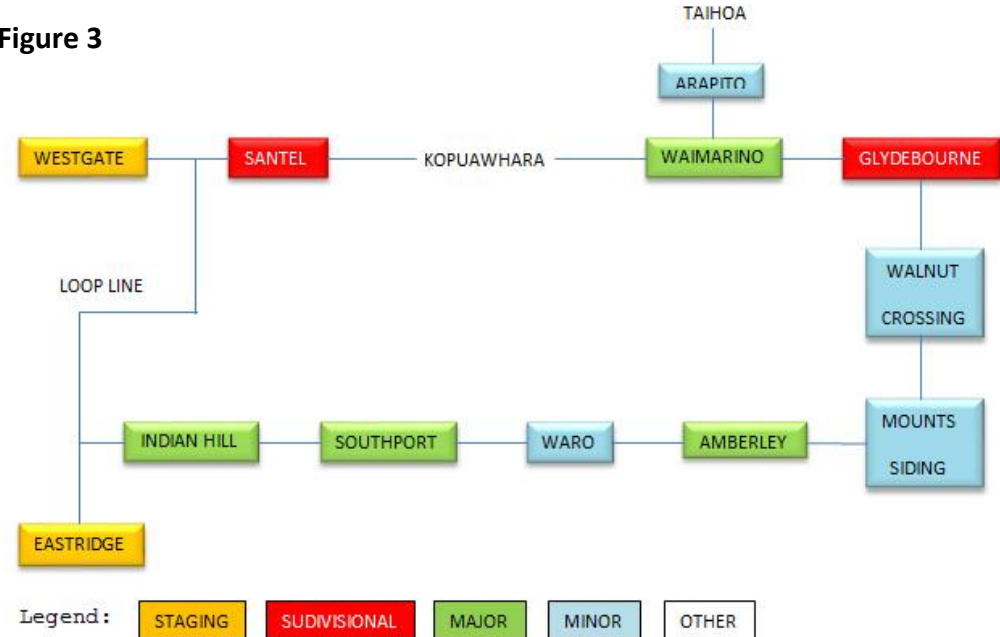 TAIHOA
Figure 3
ARAPITO
WESTGATE
SANTEL
KOPUAWHARA
WAIMARINO
GLYDEBOURNE
LOOP LINE
WALNUT
CROSSING
INDIAN HILL
SOUTHPORT
WARO
AMBERLEY
MOUNTS
SIDING
EASTRIDGE
Legend:
STAGING
SUDIVISIONAL
MAJOR
MINOR
OTHER